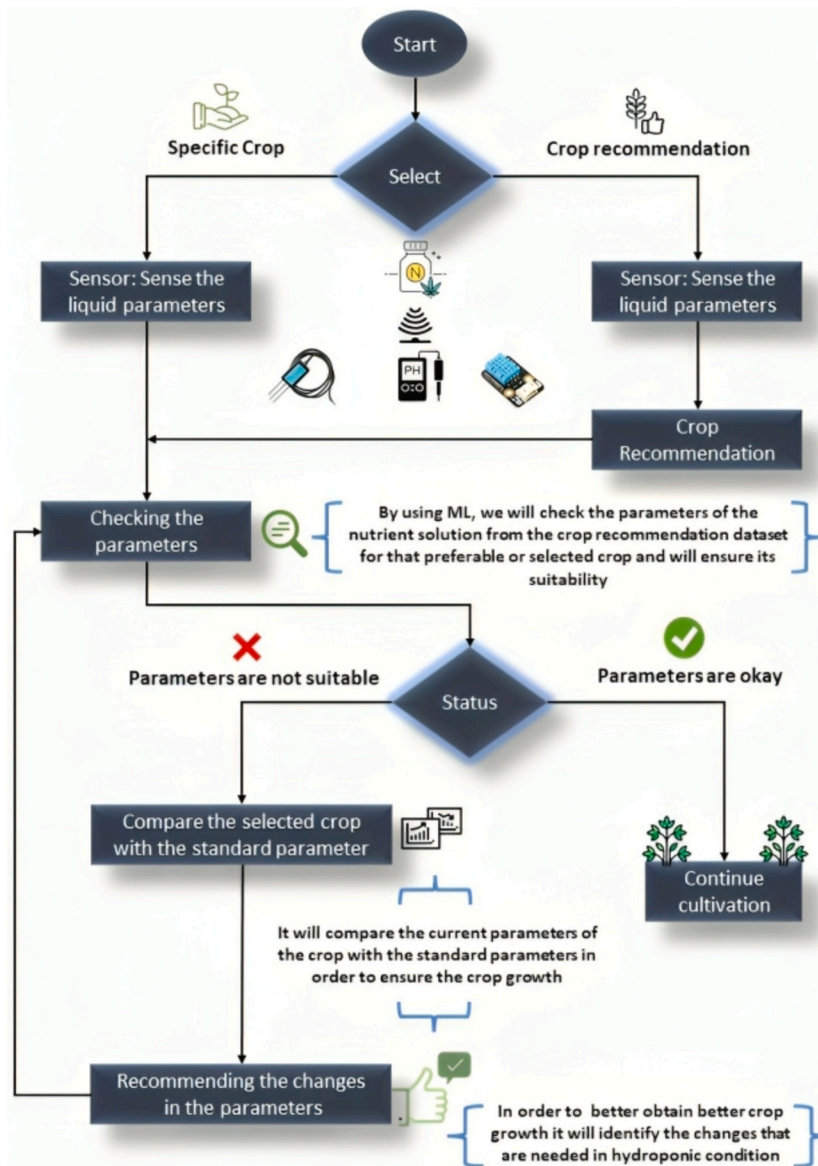 Start
Specific Crop
Crop recommendation
Select
Sensor: Sense the
liquid parameters
N
Sensor: Sense the
liquid parameters
PH
Crop
Recommendation
Checking the
parameters
By using ML, we will check the parameters of the
nutrient solution from the crop recommendation dataset
for that preferable or selected crop and will ensure its
suitability
Parameters are not suitable
Parameters are okay
Status
Compare the selected crop
with the standard parameter
Continue
cultivation
It will compare the current parameters of
the crop with the standard parameters in
order to ensure the crop growth
Recommending the changes
in the parameters
In order to  better obtain better crop
growth it will identify the changes that
are needed in hydroponic condition